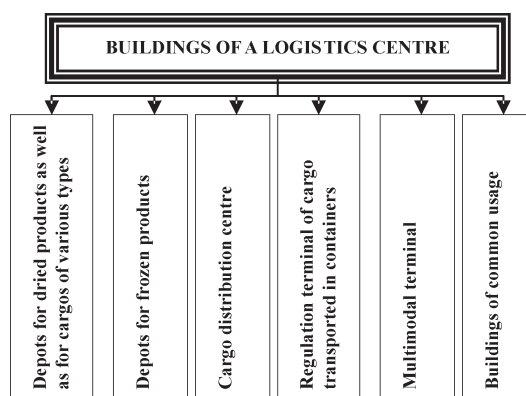 BUILDINGS OF A LOGISTICS CENTRE
Depots for dried products as well
as for cargos of various types
Depots for frozen products
Cargo distribution centre
Regulation terminal of cargo
transported in containers
Multimodal terminal
Buildings of common usage